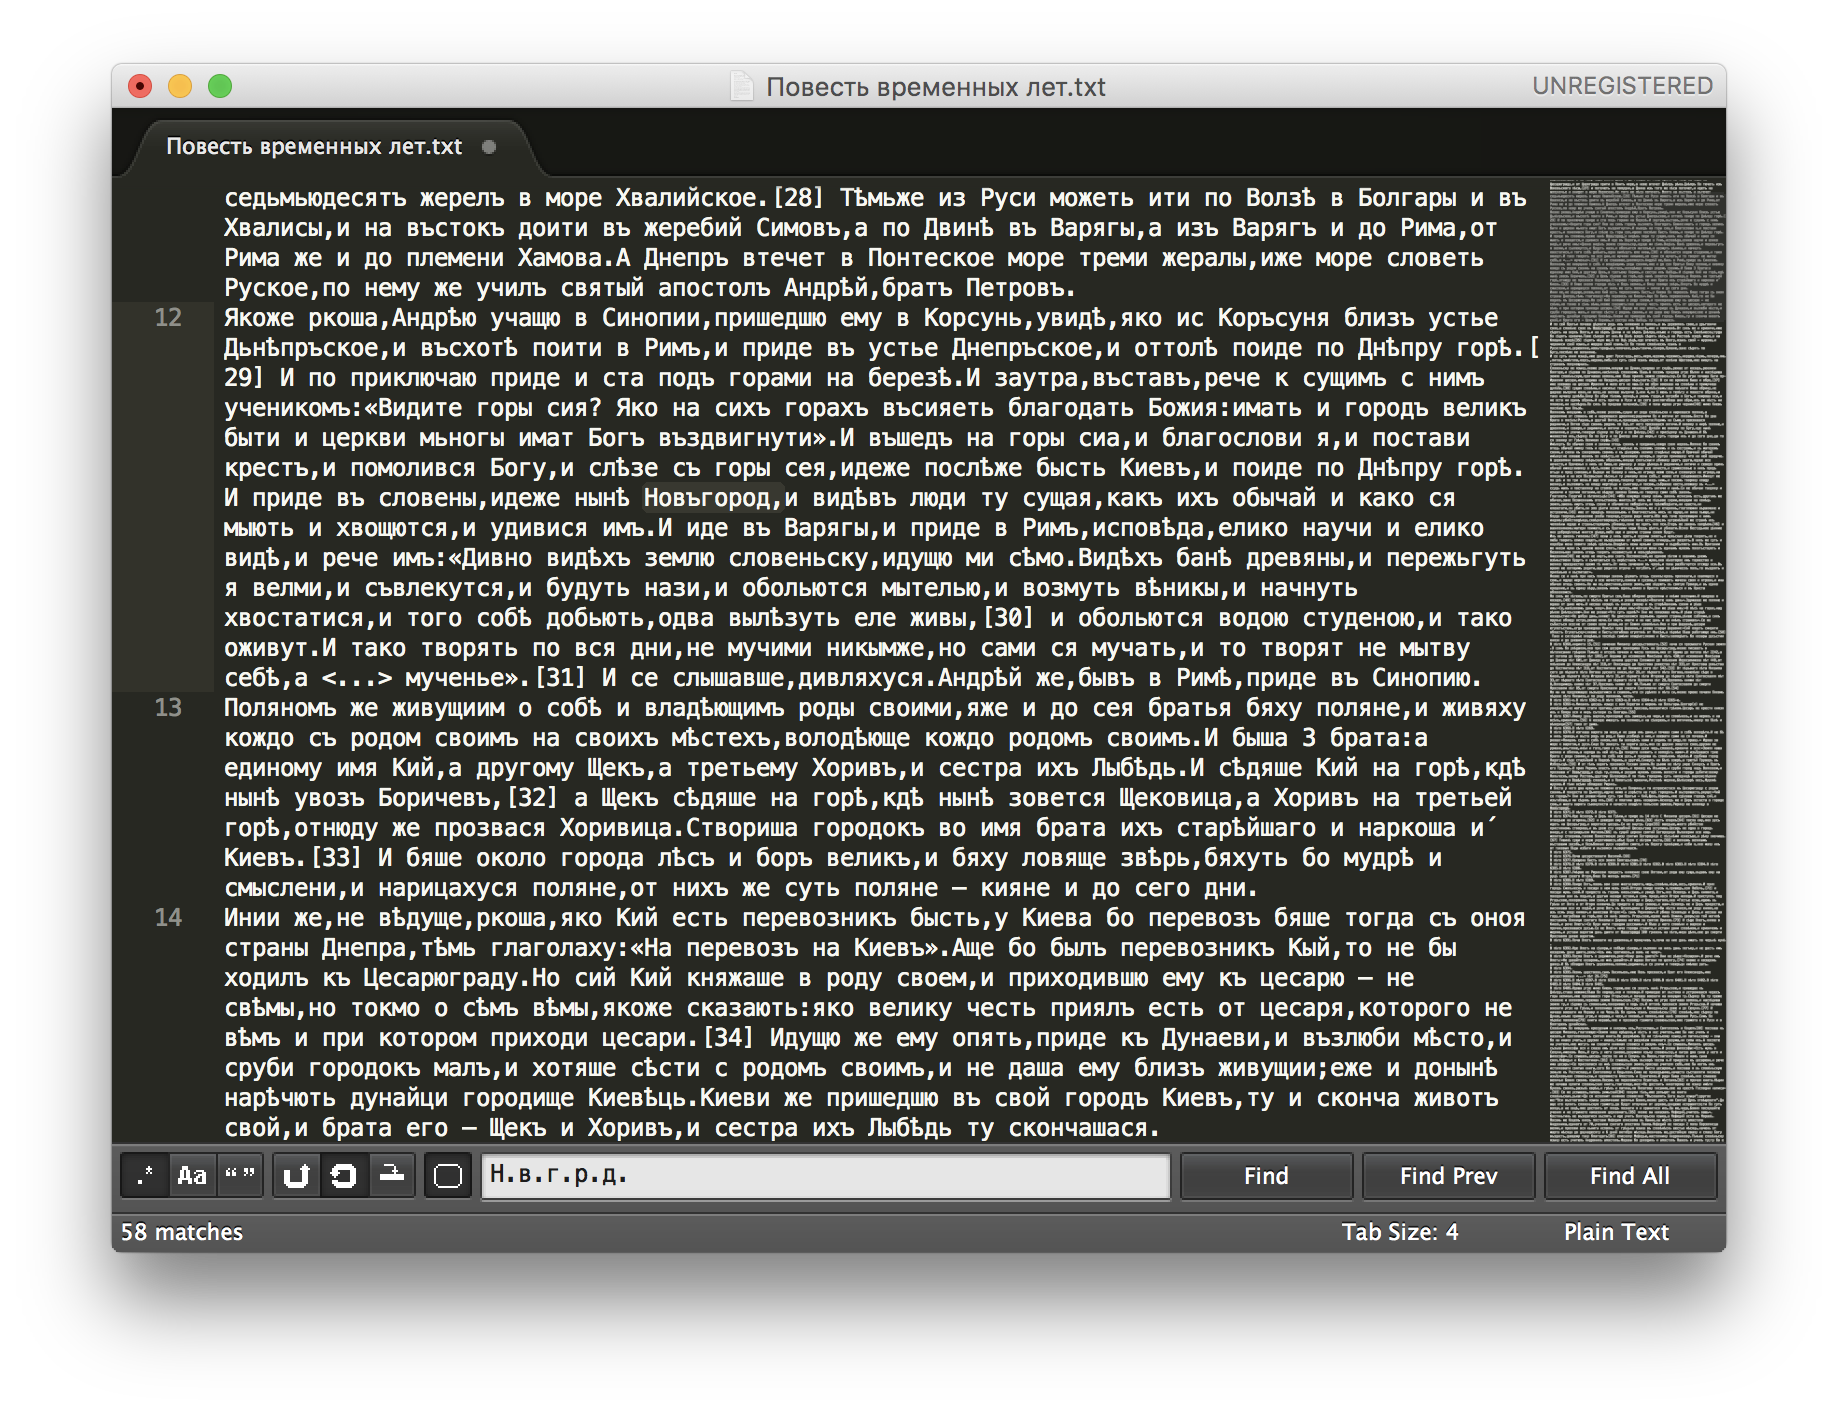 Повесть временных лет.txt
UNREGISTERED
Повесть временных лет.txt
седьмьюдесятъ жерелъ в море Хвалийское.[28] Тѣмьже из Руси можеть ити по Волзѣ в Болгары и въ
Хвалисы,и на въстокъ доити въ жеребий Симовъ,а по Двинѣ въ Варягы,а изъ Варягъ и до Рима,от
Рима же и до племени Хамова.А Днепръ втечет в Понтеское море треми жералы,иже море словеть
Руское,по нему же училъ святый апостолъ Андрѣй,братъ Петровъ.
12 Якоже ркоша,Андрѣю учащю в Синопии,пришедшю ему в Корсунь,увидѣ,яко ис Коръсуня близъ устье
Дьнѣпръское,и въсхотѣ поити в Римъ,и приде въ устье Днепръское,и оттолѣ поиде по Днѣпру горѣ.[
29] И по приключаю приде и ста подъ горами на березѣ.И заутра,въставъ,рече к сущимъ с нимъ
ученикомъ:«Видите горы сия? Яко на сихъ горахъ въсияеть благодать Божия:имать и городъ великъ
быти и церкви мьногы имат Богъ въздвигнути».И въшедъ на горы сиа,и благослови я,и постави
крестъ,и помолився Богу,и слѣзе съ горы сея,идеже послѣже бысть Киевъ,и поиде по Днѣпру горѣ.
И приде въ словены,идеже нынѣ Новъгород,и видѣвъ люди ту сущая,какъ ихъ обычай и како ся
мыють и хвощются,и удивися имъ.И иде въ Варягы,и приде в Римъ,исповѣда,елико научи и елико
видѣ,и рече имъ:«Дивно видѣхъ землю словеньску,идущю ми сѣмо.Видѣхъ банѣ древяны,и пережьгуть
я велми,и съвлекутся,и будуть нази,и обольются мытелью,и возмуть вѣникы,и начнуть
хвостатися,и того собѣ добьють,одва вылѣзуть еле живы,[30] и обольются водою студеною,и тако
оживут.И тако творять по вся дни,не мучими никымже,но сами ся мучать,и то творят не мытву
себѣ,а <...> мученье».[31] И се слышавше,дивляхуся.Андрѣй же,бывъ в Римѣ,приде въ Синопию.
13 Поляномъ же живущиим о собѣ и владѣющимъ роды своими,яже и до сея братья бяху поляне,и живяху
кождо съ родом своимъ на своихъ мѣстехъ,володѣюще кождо родомъ своимъ.И быша 3 брата:а
единому имя Кий,а другому Щекъ,а третьему Хоривъ,и сестра ихъ Лыбѣдь.И сѣдяше Кий на горѣ,кдѣ
нынѣ увозъ Боричевъ,[32] а Щекъ сѣдяше на горѣ,кдѣ нынѣ зовется Щековица,а Хоривъ на третьей
горѣ,отнюду же прозвася Хоривица.Створиша городокъ во имя брата ихъ старѣйшаго и наркоша и´
Киевъ.[33] И бяше около города лѣсъ и боръ великъ,и бяху ловяще звѣрь,бяхуть бо мудрѣ и
смыслени,и нарицахуся поляне,от нихъ же суть поляне — кияне и до сего дни.
14 Инии же,не вѣдуще,ркоша,яко Кий есть перевозникъ бысть,у Киева бо перевозъ бяше тогда съ оноя
страны Днепра,тѣмь глаголаху:«На перевозъ на Киевъ».Аще бо былъ перевозникъ Кый,то не бы
ходилъ къ Цесарюграду.Но сий Кий княжаше в роду своем,и приходившю ему къ цесарю — не
свѣмы,но токмо о сѣмъ вѣмы,якоже сказають:яко велику честь приялъ есть от цесаря,которого не
вѣмъ и при котором приходи цесари.[34] Идущю же ему опять,приде къ Дунаеви,и възлюби мѣсто,и
сруби городокъ малъ,и хотяше сѣсти с родомъ своимъ,и не даша ему близъ живущии;еже и донынѣ
нарѣчють дунайци городище Киевѣць.Киеви же пришедшю въ свой городъ Киевъ,ту и сконча животъ
свой,и брата его — Щекъ и Хоривъ,и сестра ихъ Лыбѣдь ту скончашася.
.* Aa “ ” Н.в.г.р.д. Find Find Prev Find All
58 matches Tab Size: 4 Plain Text